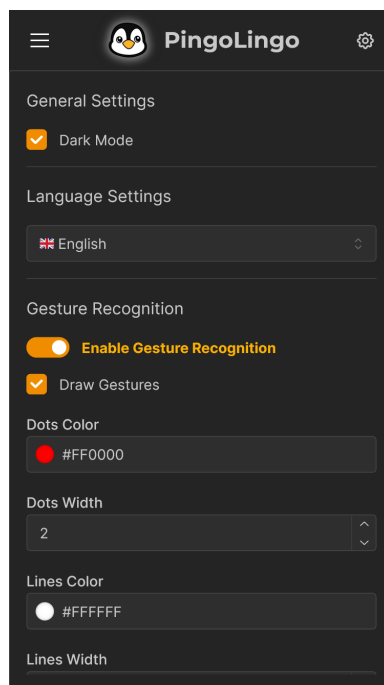 PingoLingo
General Settings
Dark Mode
Language Settings
🇬🇧 English
Gesture Recognition
Enable Gesture Recognition
Draw Gestures
Dots Color
#FF0000
Dots Width
2
Lines Color
#FFFFFF
Lines Width